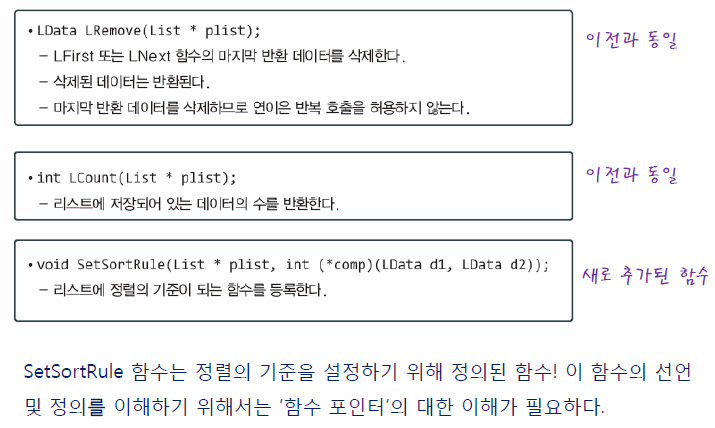 • LData LRemove(List * plist);
이전과 동일
– LFirst 또는 LNext 함수의 마지막 반환 데이터를 삭제한다.
– 삭제된 데이터는 반환된다.
– 마지막 반환 데이터를 삭제하므로 연이은 반복 호출을 허용하지 않는다.
• int LCount(List * plist);
이전과 동일
– 리스트에 저장되어 있는 데이터의 수를 반환한다.
• void SetSortRule(List * plist, int (*comp)(LData d1, LData d2));
새로 추가된 함수
– 리스트에 정렬의 기준이 되는 함수를 등록한다.
SetSortRule 함수는 정렬의 기준을 설정하기 위해 정의된 함수! 이 함수의 선언
및 정의를 이해하기 위해서는 ‘함수 포인터’의 대한 이해가 필요하다.